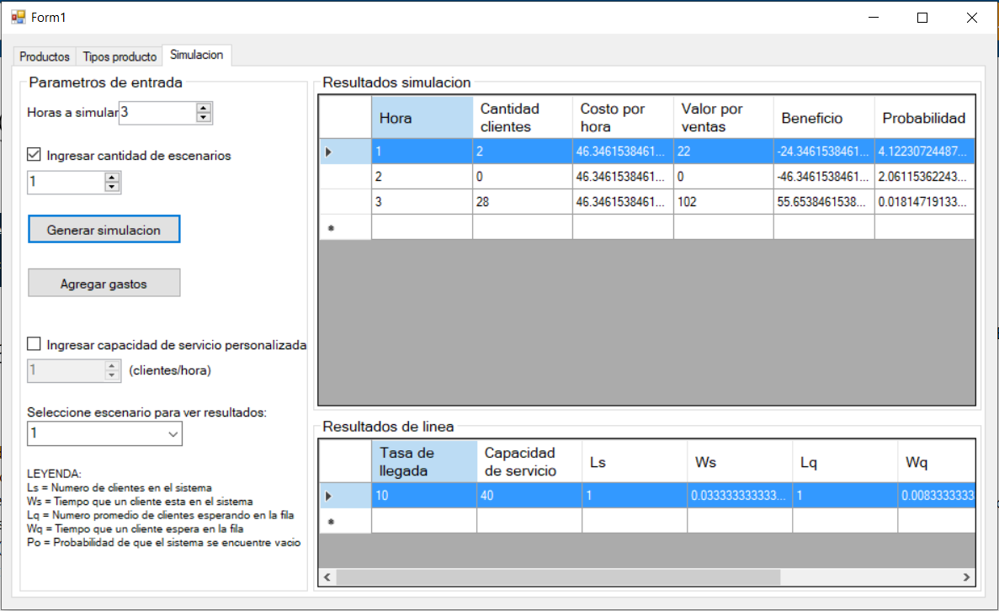 Form1
Productos
Tipos producto
Simulacion
Parametros de entrada
Horas a simular
3
Ingresar cantidad de escenarios
1
Generar simulacion
Agregar gastos
Ingresar capacidad de servicio personalizada
1
(clientes/hora)
Seleccione escenario para ver resultados:
1
LEYENDA:
Ls = Numero de clientes en el sistema
Ws = Tiempo que un cliente esta en el sistema
Lq = Numero promedio de clientes esperando en la fila
Wq = Tiempo que un cliente espera en la fila
Po = Probabilidad de que el sistema se encuentre vacio
Resultados simulacion
Hora
Cantidad
clientes
Costo por
hora
Valor por
ventas
Beneficio
Probabilidad
1 2 46.3461538461... 22 -24.3461538461... 4.12230724487...
2 0 46.3461538461... 0 -46.3461538461... 2.06115362243...
3 28 46.3461538461... 102 55.6538461538... 0.01814719133...
Resultados de linea
Tasa de
llegada
Capacidad
de servicio
Ls
Ws
Lq
Wq
10 40 1 0.033333333333... 1 0.0083333333